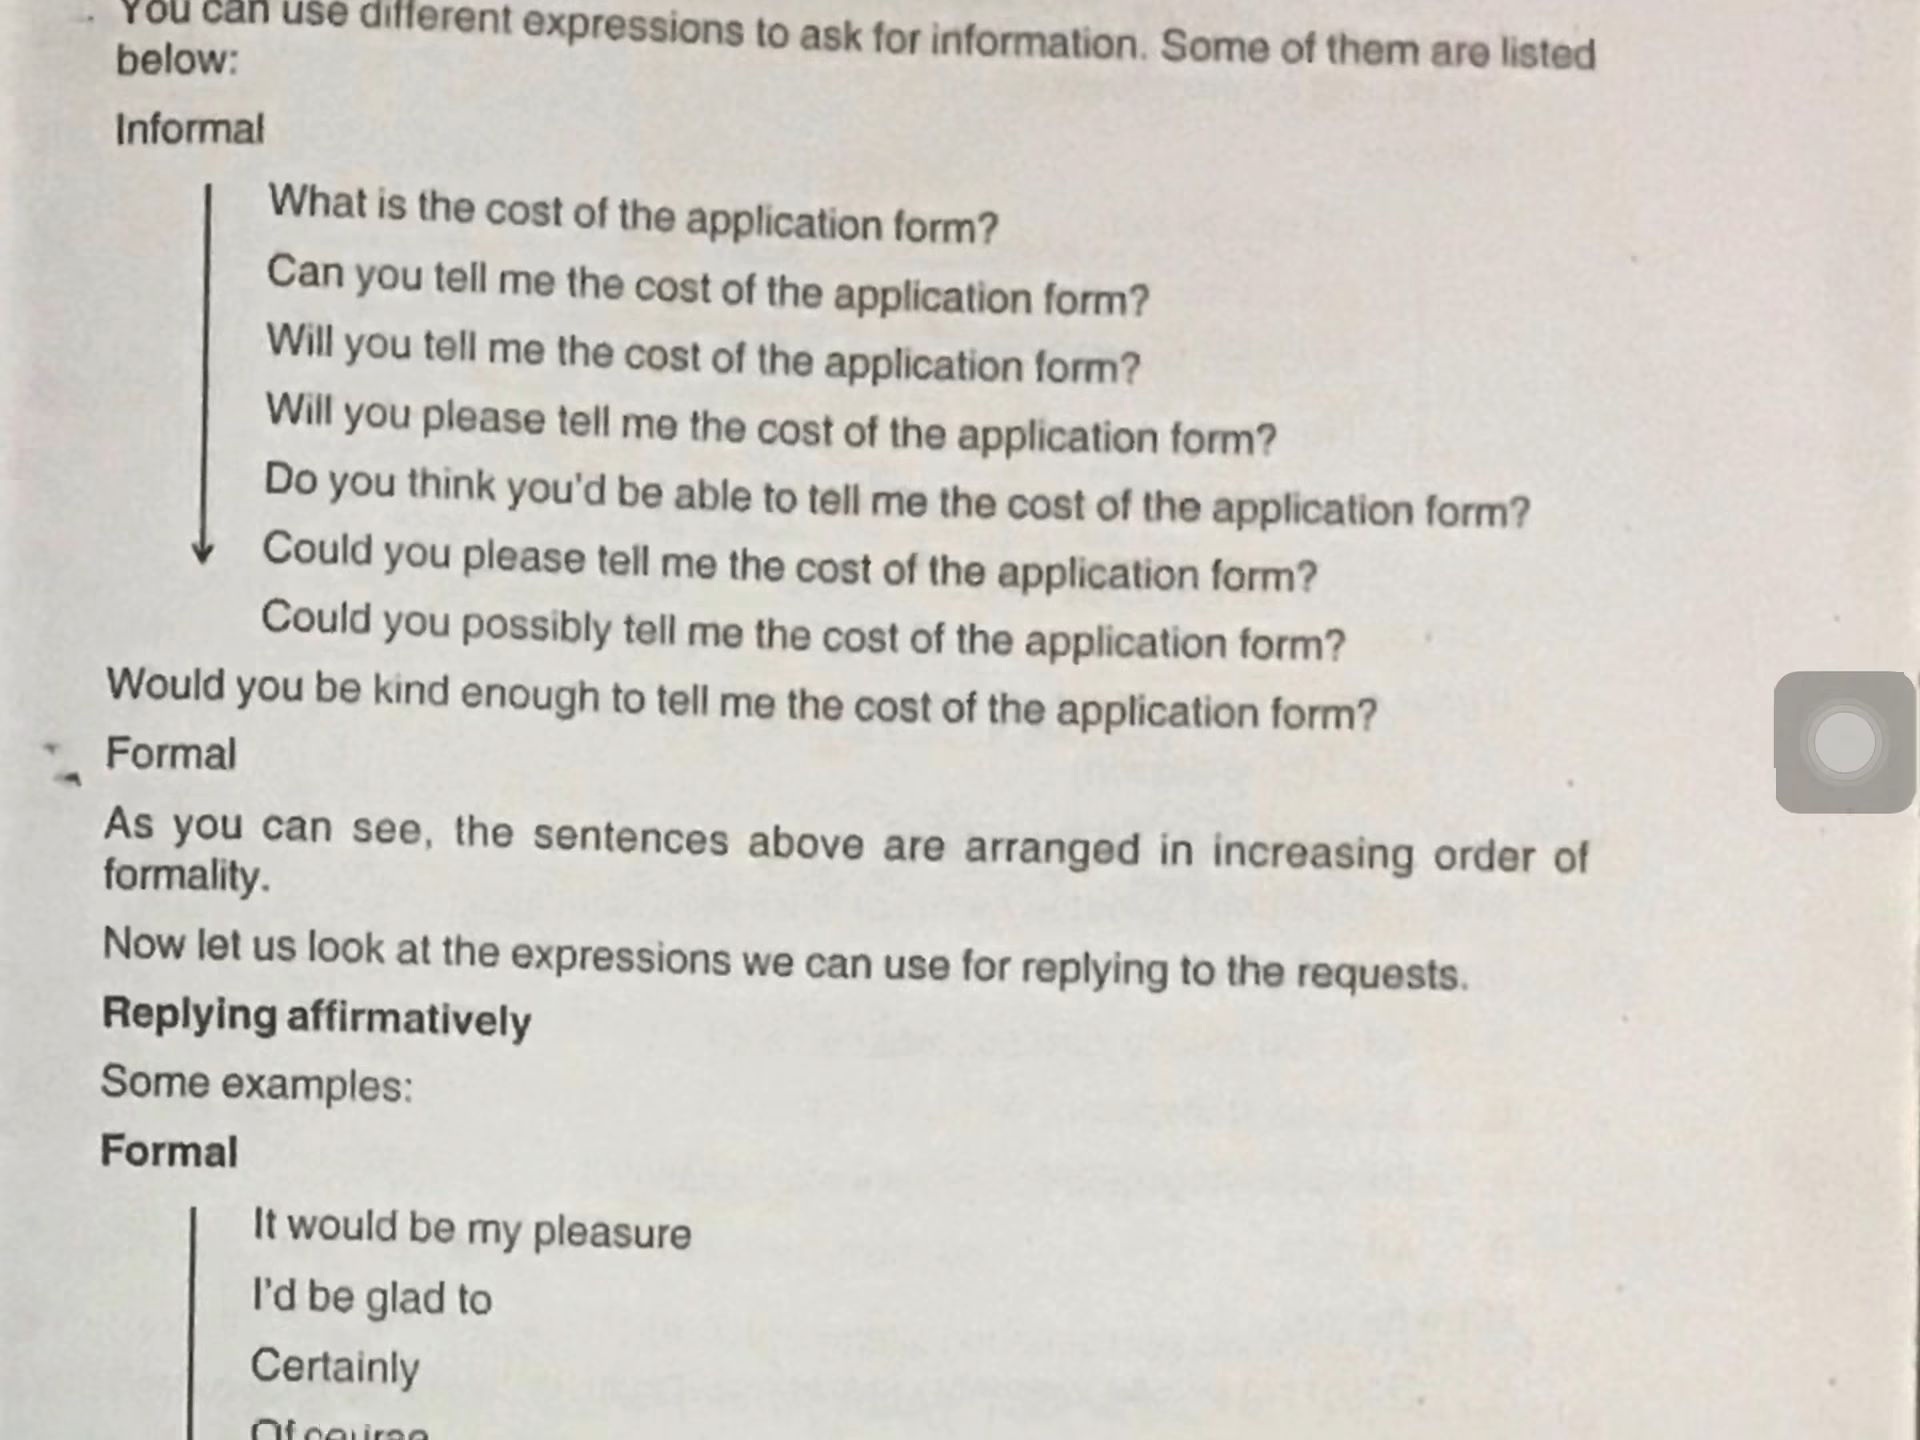 You can use different expressions to ask for information. Some of them are listed
below:
Informal
What is the cost of the application form?
Can you tell me the cost of the application form?
Will you tell me the cost of the application form?
Will you please tell me the cost of the application form?
Do you think you'd be able to tell me the cost of the application form?
Could you please tell me the cost of the application form?
Could you possibly tell me the cost of the application form?
Would you be kind enough to tell me the cost of the application form?
Formal
As you can see, the sentences above are arranged in increasing order of
formality.
Now let us look at the expressions we can use for replying to the requests.
Replying affirmatively
Some examples:
Formal
It would be my pleasure
I'd be glad to
Certainly
Of course